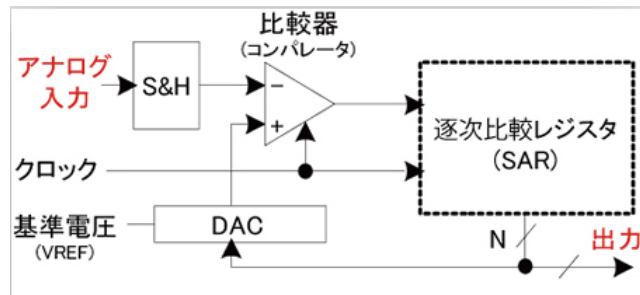 比較器
(コンパレータ)
アナログ
入力
S&H
−
+
逐次比較レジスタ
(SAR)
クロック
基準電圧
(VREF)
DAC
N
出力